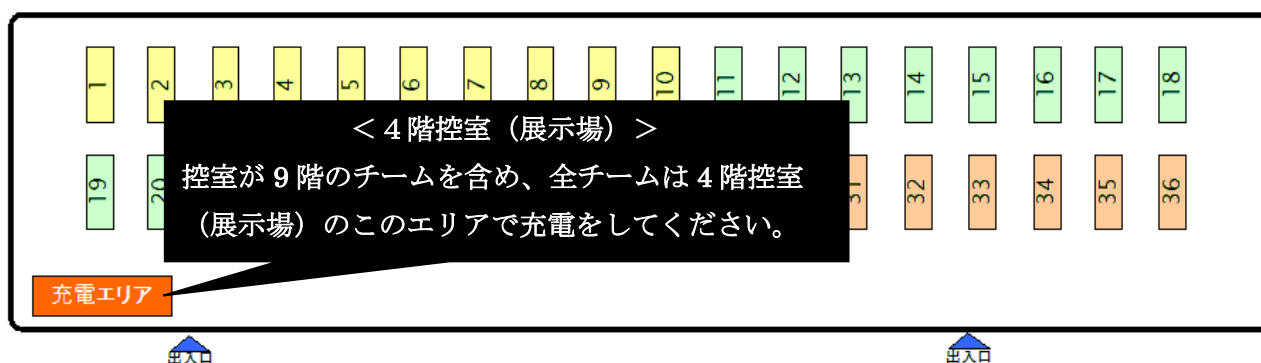 1 2 3 4 5 6 7 8 9 10 11 12 13 14 15 16 17 18
<4階控室(展示場)>
控室が9階のチームを含め、全チームは4階控室
(展示場)のこのエリアで充電をしてください。
19 20 31 32 33 34 35 36
充電エリア
出入口 出入口